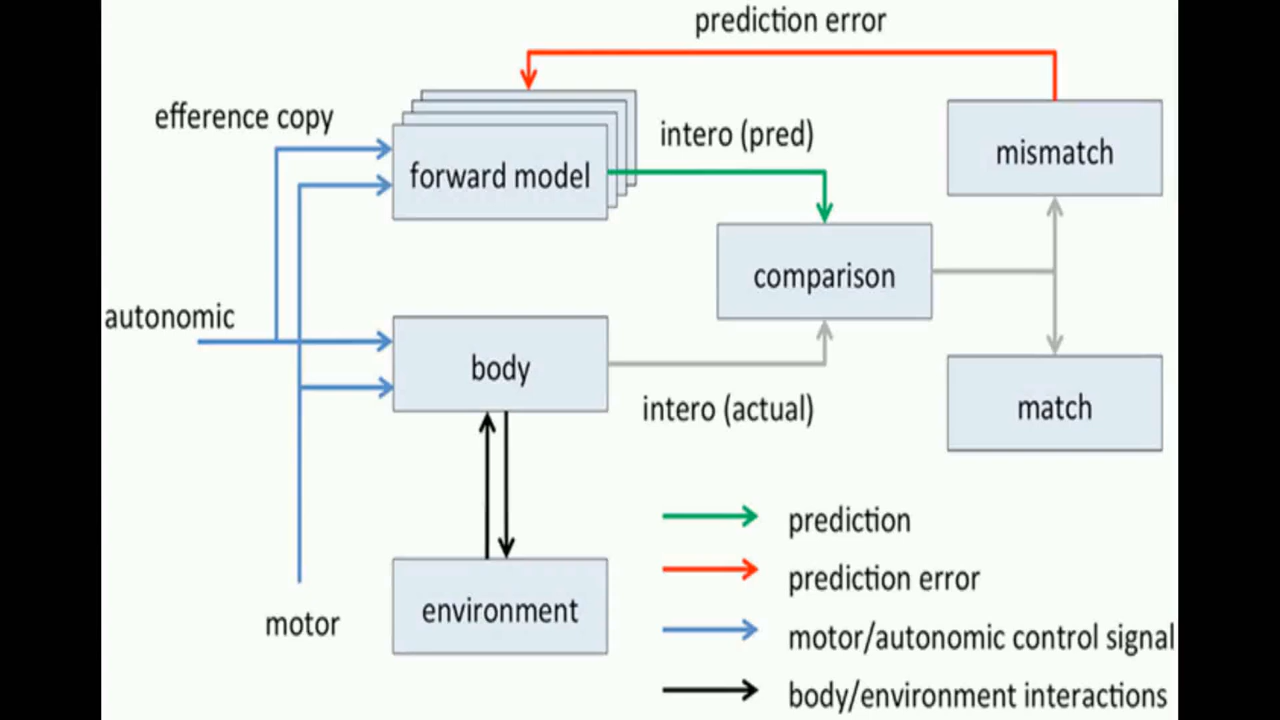 prediction error
efference copy
intero (pred)
mismatch
forward model
comparison
autonomic
body
intero (actual)
match
prediction
prediction error
environment
motor
motor/autonomic control signal
body/environment interactions